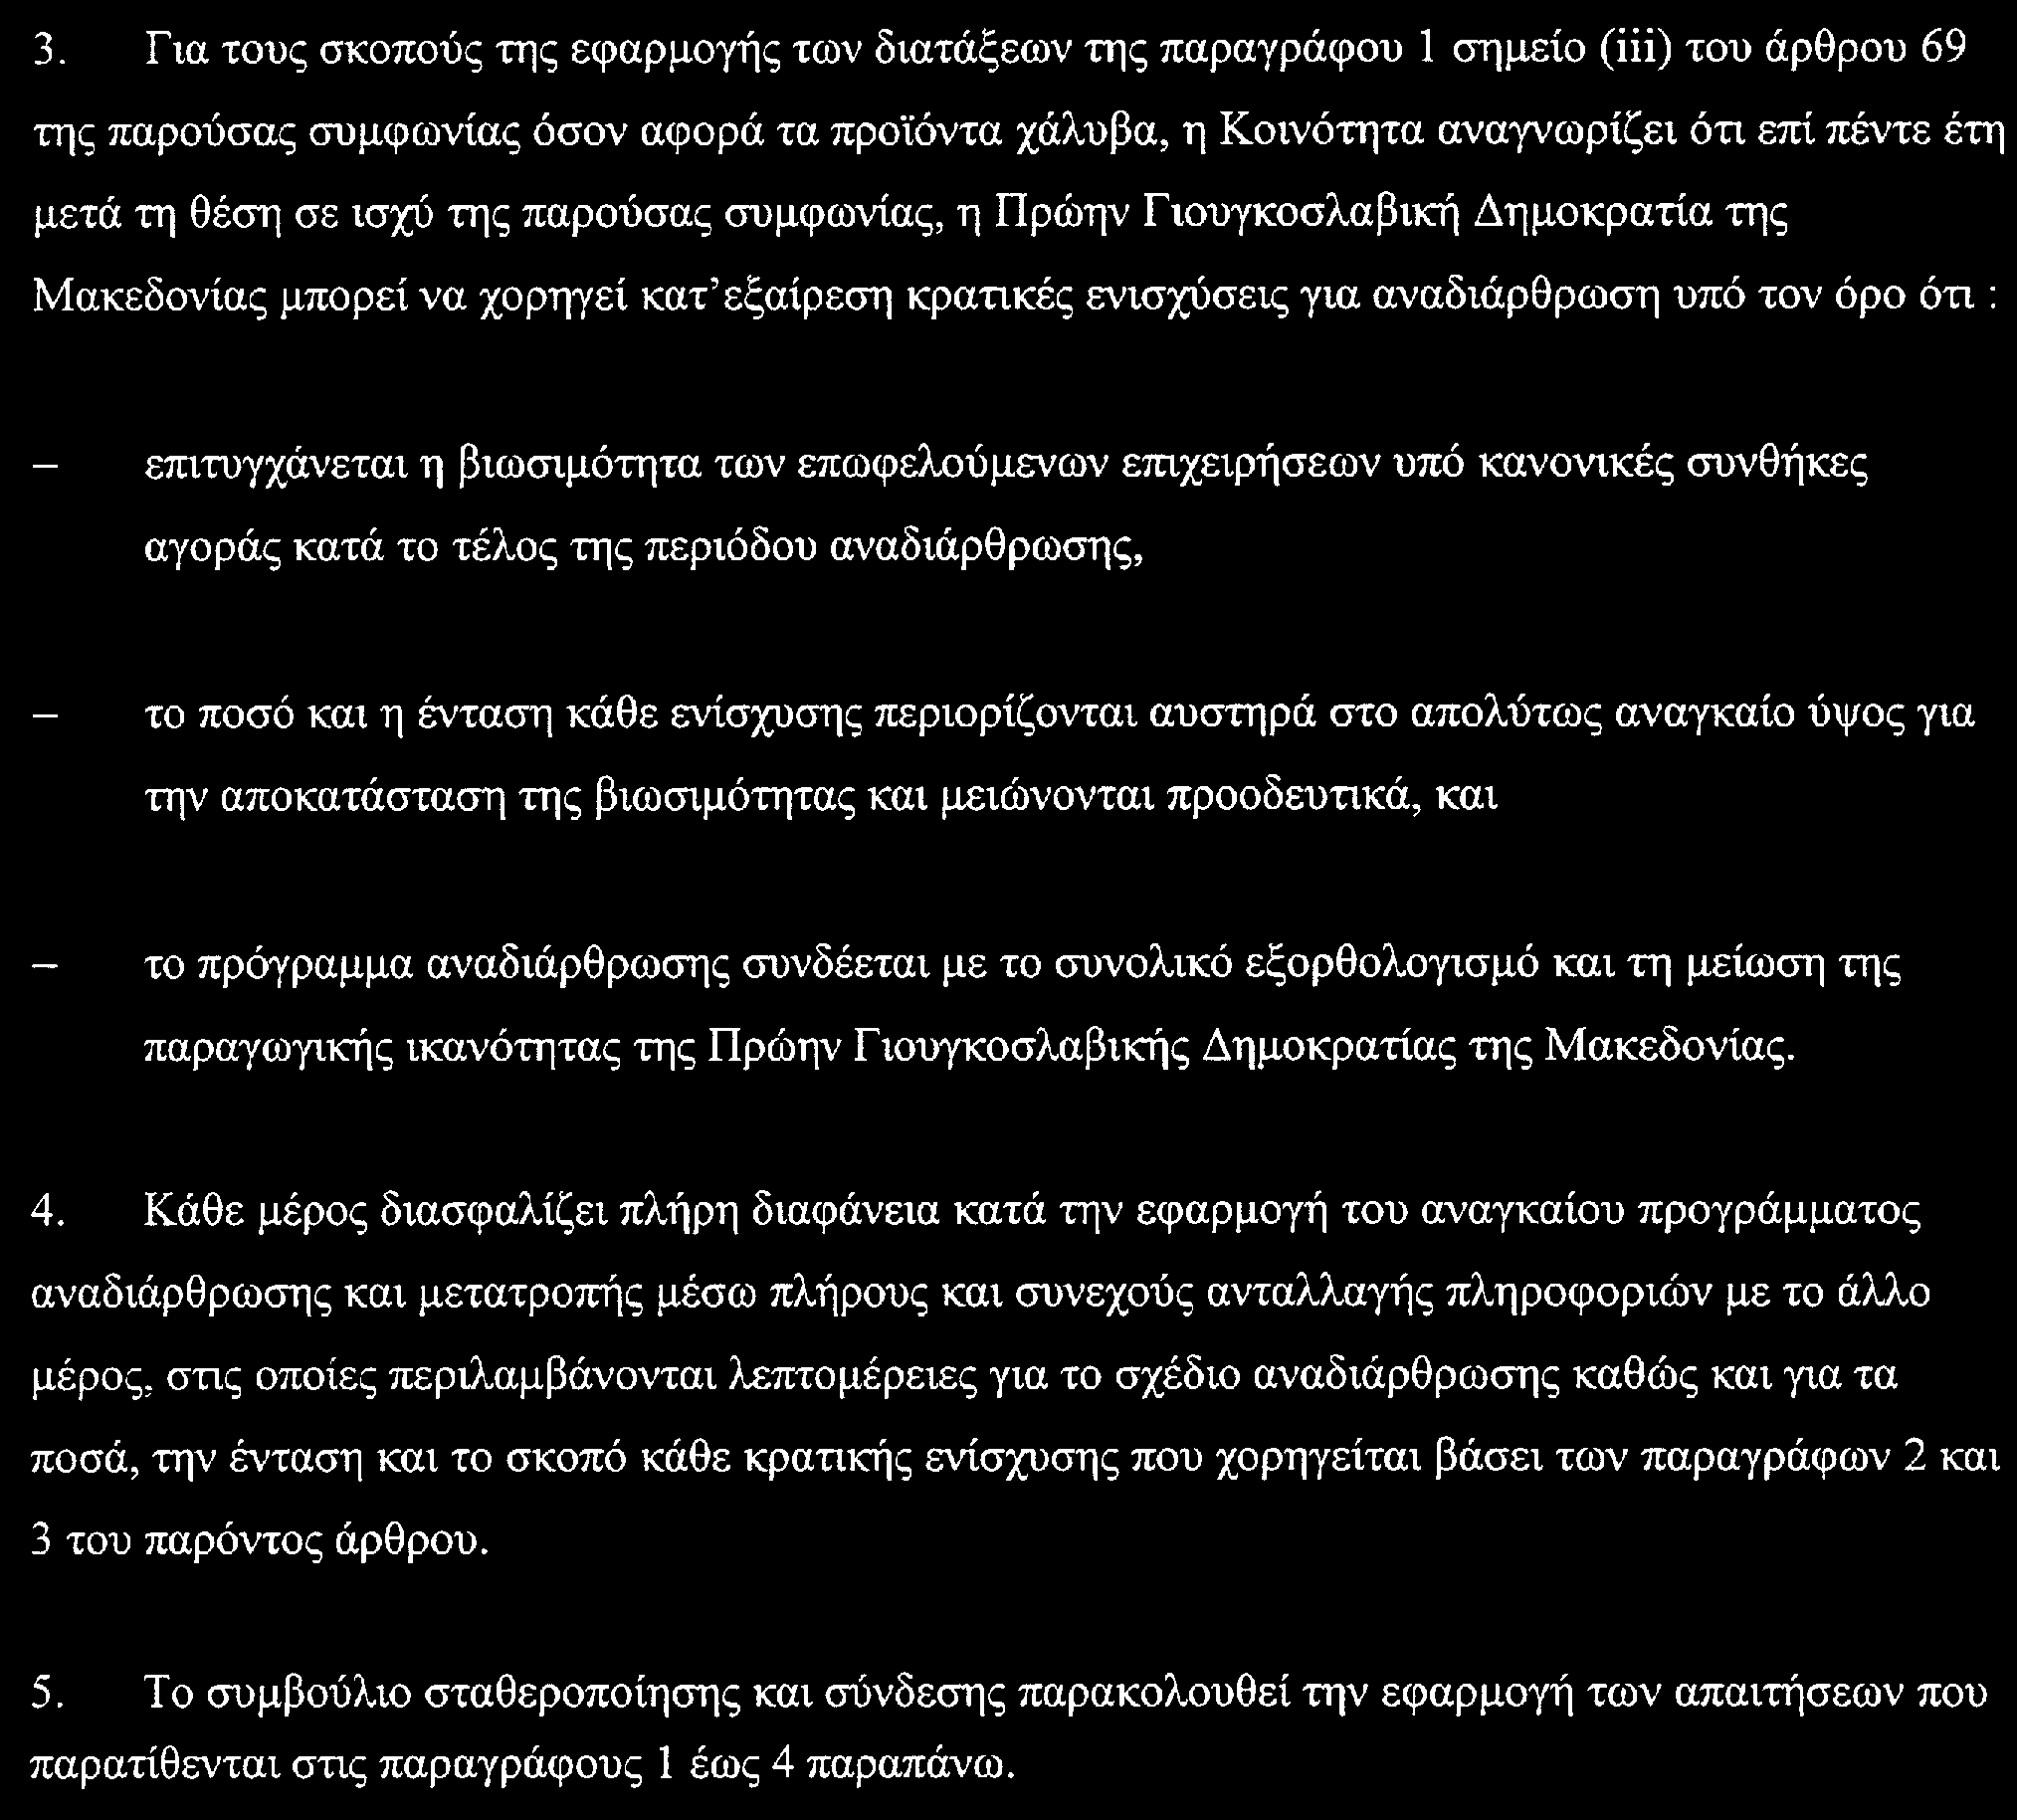 3. Για τους σκοπούς της εφαρμογής των διατάξεων της παραγράφου 1 σημείο (iii) του άρθρου 69
της παρούσας συμφωνίας όσον αφορά τα προϊόντα χάλυβα, η Κοινότητα αναγνωρίζει ότι επί πέντε έτη
μετά τη θέση σε ισχύ της παρούσας συμφωνίας, η Πρώην Γιουγκοσλαβική Δημοκρατία της
Μακεδονίας μπορεί να χορηγεί κατ’εξαίρεση κρατικές ενισχύσεις για αναδιάρθρωση υπό τον όρο ότι :
– επιτυγχάνεται η βιωσιμότητα των επωφελούμενων επιχειρήσεων υπό κανονικές συνθήκες
αγοράς κατά το τέλος της περιόδου αναδιάρθρωσης,
– το ποσό και η ένταση κάθε ενίσχυσης περιορίζονται αυστηρά στο απολύτως αναγκαίο ύψος για
την αποκατάσταση της βιωσιμότητας και μειώνονται προοδευτικά, και
– το πρόγραμμα αναδιάρθρωσης συνδέεται με το συνολικό εξορθολογισμό και τη μείωση της
παραγωγικής ικανότητας της Πρώην Γιουγκοσλαβικής Δημοκρατίας της Μακεδονίας.
4. Κάθε μέρος διασφαλίζει πλήρη διαφάνεια κατά την εφαρμογή του αναγκαίου προγράμματος
αναδιάρθρωσης και μετατροπής μέσω πλήρους και συνεχούς ανταλλαγής πληροφοριών με το άλλο
μέρος, στις οποίες περιλαμβάνονται λεπτομέρειες για το σχέδιο αναδιάρθρωσης καθώς και για τα
ποσά, την ένταση και το σκοπό κάθε κρατικής ενίσχυσης που χορηγείται βάσει των παραγράφων 2 και
3 του παρόντος άρθρου.
5. Το συμβούλιο σταθεροποίησης και σύνδεσης παρακολουθεί την εφαρμογή των απαιτήσεων που
παρατίθενται στις παραγράφους 1 έως 4 παραπάνω.